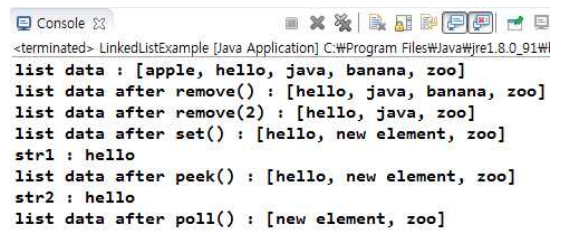 Console
<terminated> LinkedListExample [Java Application] C:₩Program Files₩Java₩jre1.8.0_91₩
list data : [apple, hello, java, banana, zoo]
list data after remove() : [hello, java, banana, zoo]
list data after remove(2) : [hello, java, zoo]
list data after set() : [hello, new element, zoo]
str1 : hello
list data after peek() : [hello, new element, zoo]
str2 : hello
list data after poll() : [new element, zoo]